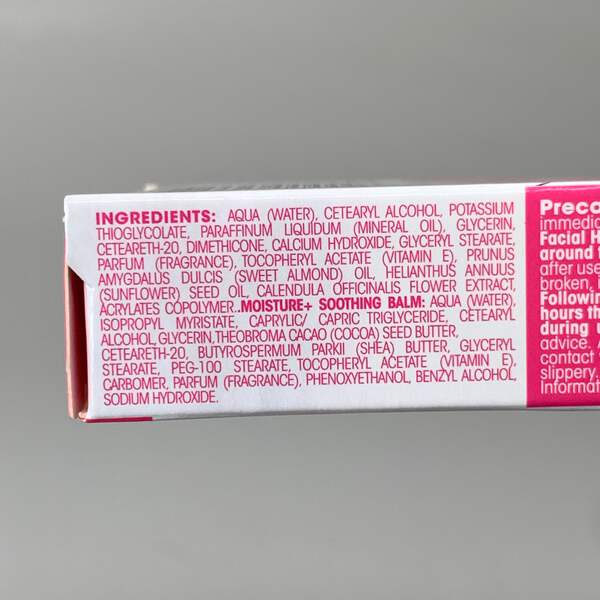 INGREDIENTS: AQUA (WATER), CETEARYL ALCOHOL, POTASSIUM
THIOGLYCOLATE, PARAFFINUM LIQUIDUM (MINERAL OIL), GLYCERIN,
CETEARETH-20, DIMETHICONE, CALCIUM HYDROXIDE, GLYCERYL STEARATE,
PARFUM (FRAGRANCE), TOCOPHERYL ACETATE (VITAMIN E), PRUNUS
AMYGDALUS DULCIS (SWEET ALMOND) OIL, HELIANTHUS ANNUUS
(SUNFLOWER) SEED OIL, CALENDULA OFFICINALIS FLOWER EXTRACT,
ACRYLATES COPOLYMER..MOISTURE+ SOOTHING BALM: AQUA (WATER),
ISOPROPYL MYRISTATE, CAPRYLIC/ CAPRIC TRIGLYCERIDE, CETEARYL
ALCOHOL, GLYCERIN,THEOBROMA CACAO (COCOA) SEED BUTTER,
CETEARETH-20, BUTYROSPERMUM PARKII (SHEA) BUTTER, GLYCERYL
STEARATE, PEG-100 STEARATE, TOCOPHERYL ACETATE (VITAMIN E),
CARBOMER, PARFUM (FRAGRANCE), PHENOXYETHANOL, BENZYL ALCOHOL,
SODIUM HYDROXIDE.
Preca
immedia
Facial H
around
after use
broken,
Following
hours th
during
advice.
contact
slippery.
Informat